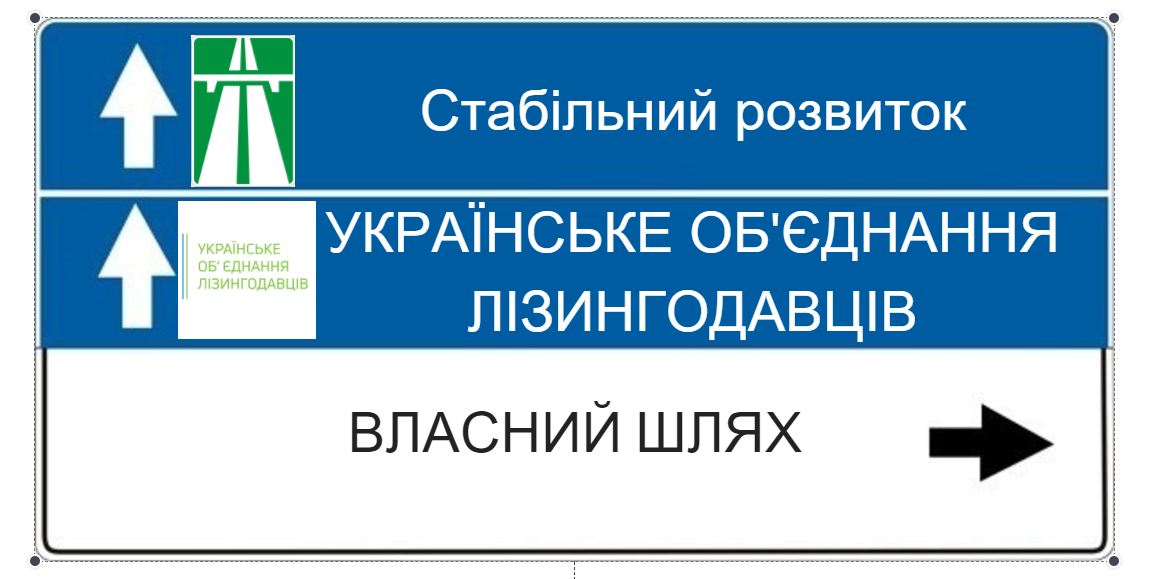 Стабільний розвиток
УКРАЇНСЬКЕ
ОБ’ ЄДНАННЯ
ЛІЗИНГОДАВЦІВ
УКРАЇНСЬКЕ ОБ'ЄДНАННЯ
ЛІЗИНГОДАВЦІВ
ВЛАСНИЙ ШЛЯХ